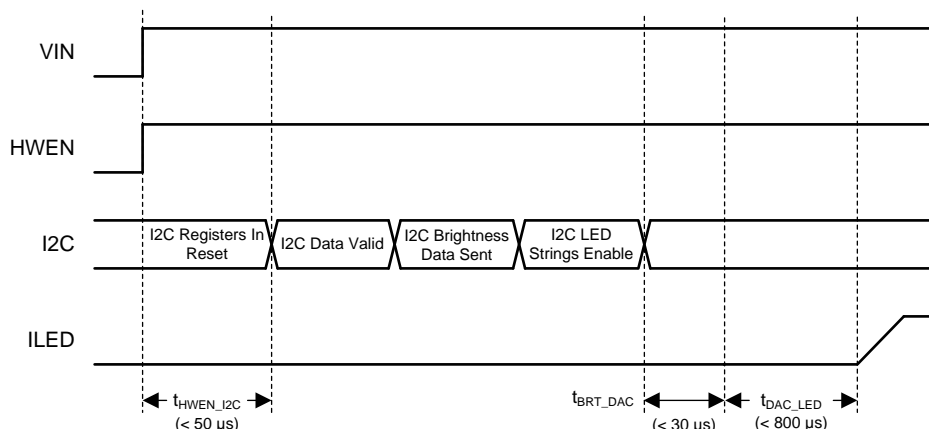 VIN
HWEN
I2C
I2C Registers In
Reset
I2C Data Valid
I2C Brightness
Data Sent
I2C LED
Strings Enable
ILED
tHWEN_I2C
(< 50 µs)
tBRT_DAC
(< 30 µs)
tDAC_LED
(< 800 µs)